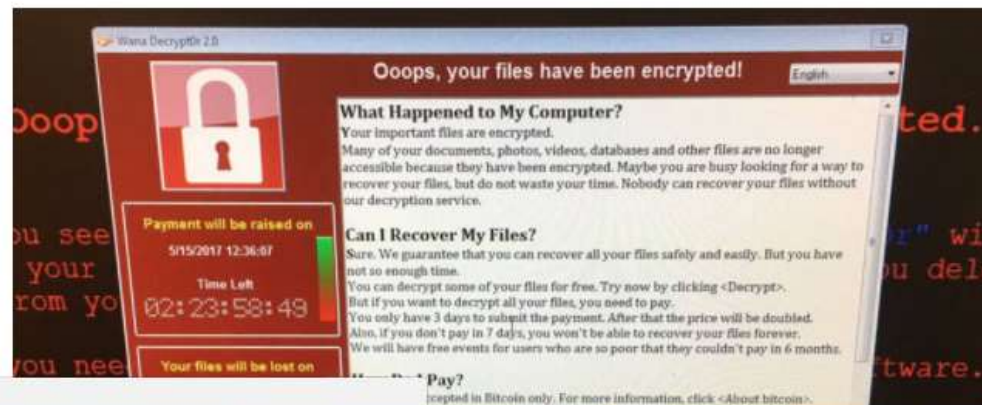 Wana Decrypt0r 2.0
Ooops, your files have been encrypted!
English
Ooop
ted.
What Happened to My Computer?
Your important files are encrypted.
Many of your documents, photos, videos, databases and other files are no longer
accessible because they have been encrypted. Maybe you are busy looking for a way to
recover your files, but do not waste your time. Nobody can recover your files without
our decryption service.
Payment will be raised on
5/15/2017 12:36:07
Time Left
02:23:58:49
ou see
your
rom yo
wi
u del
Can I Recover My Files?
Sure. We guarantee that you can recover all your files safely and easily. But you have
not so enough time.
You can decrypt some of your files for free. Try now by clicking <Decrypt>.
But if you want to decrypt all your files, you need to pay.
You only have 3 days to submit the payment. After that the price will be doubled.
Also, if you don't pay in 7 days, you won't be able to recover your files forever.
We will have free events for users who are so poor that they couldn't pay in 6 months.
you nee
tware.
Your files will be lost on
Pay?
cepted in Bitcoin only. For more information, click <About bitcoin>.